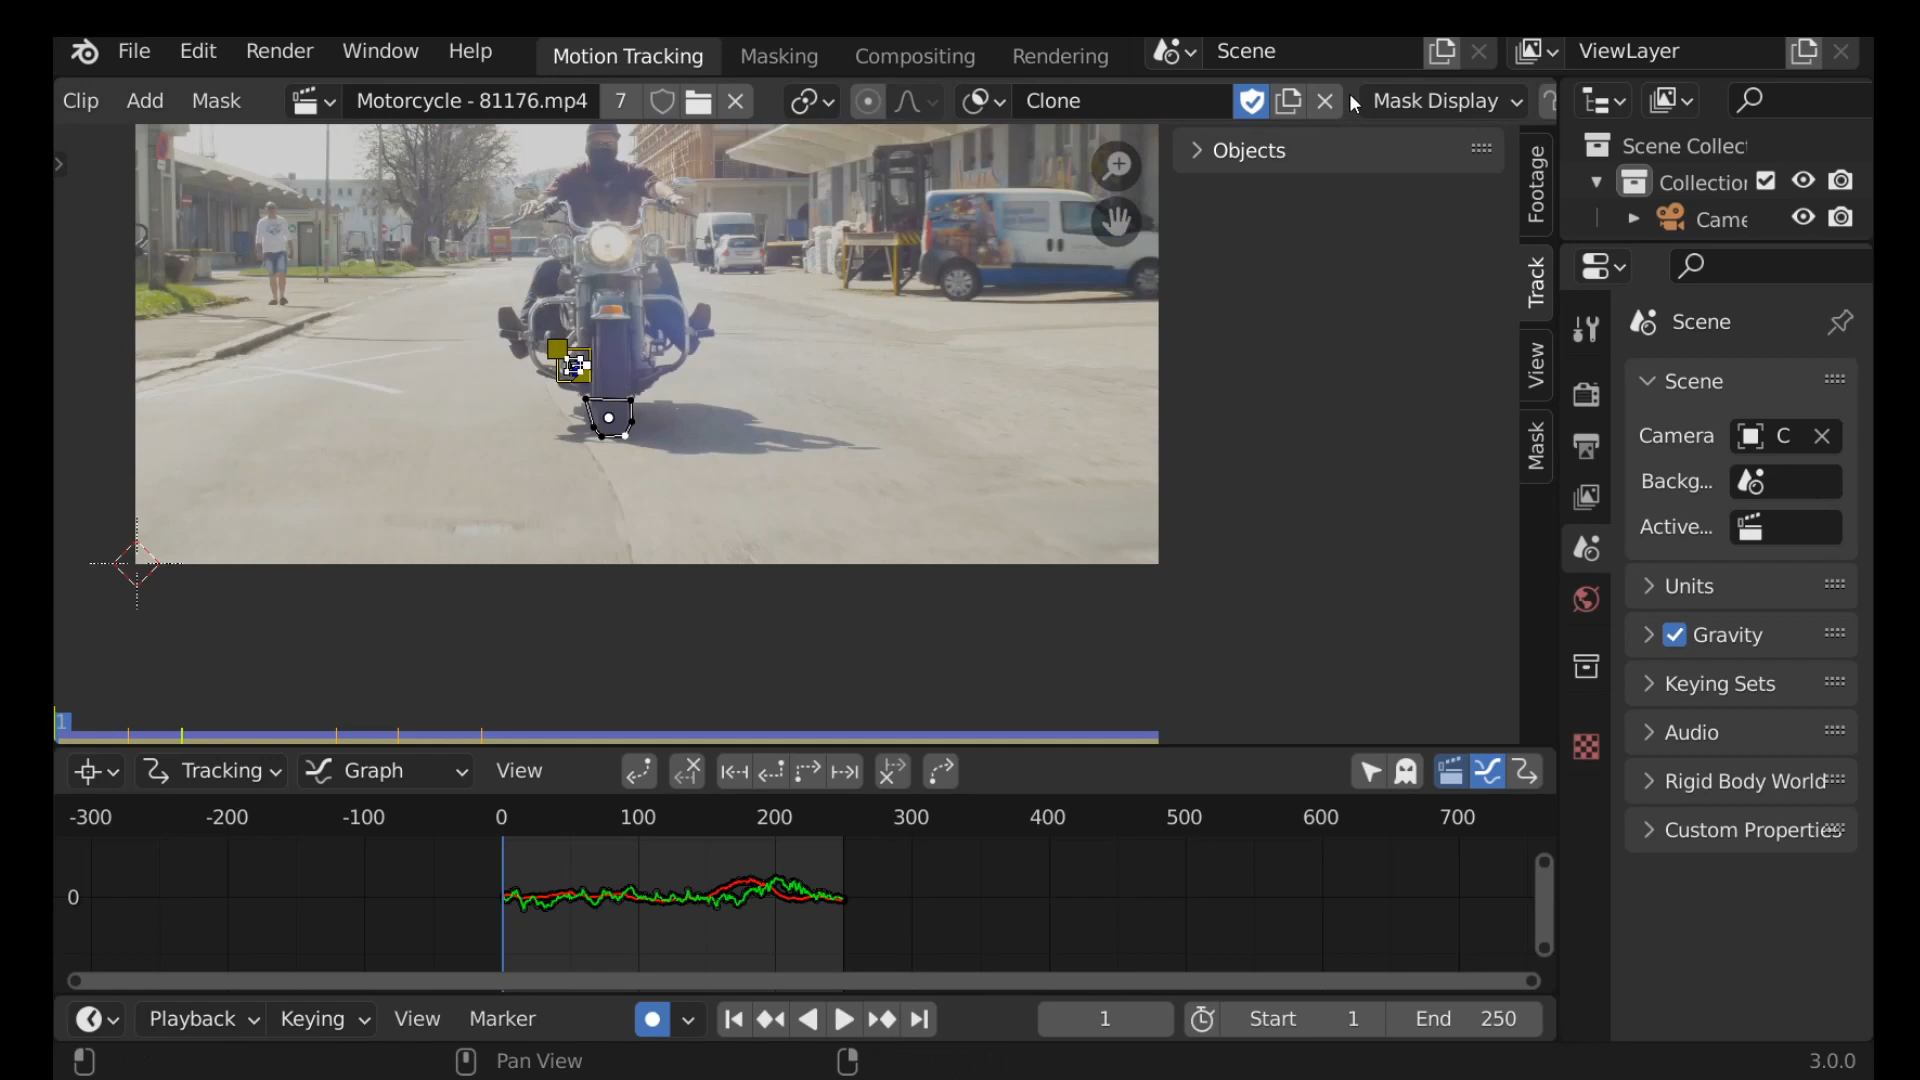 File Edit Render Window Help Motion Tracking Masking Compositing Rendering Scene ViewLayer
Clip Add Mask Motorcycle - 81176.mp4 7 Clone Mask Display
Objects
Footage
Track
View
Mask
Scene Collec
Collection
Came
Scene
Scene
Camera C
Backg...
Active...
Units
Gravity
Keying Sets
Audio
Rigid Body World
Custom Properties
1
Tracking Graph View
-300 -200 -100 0 100 200 300 400 500 600 700
0
Playback Keying View Marker 1 Start 1 End 250
Pan View 3.0.0